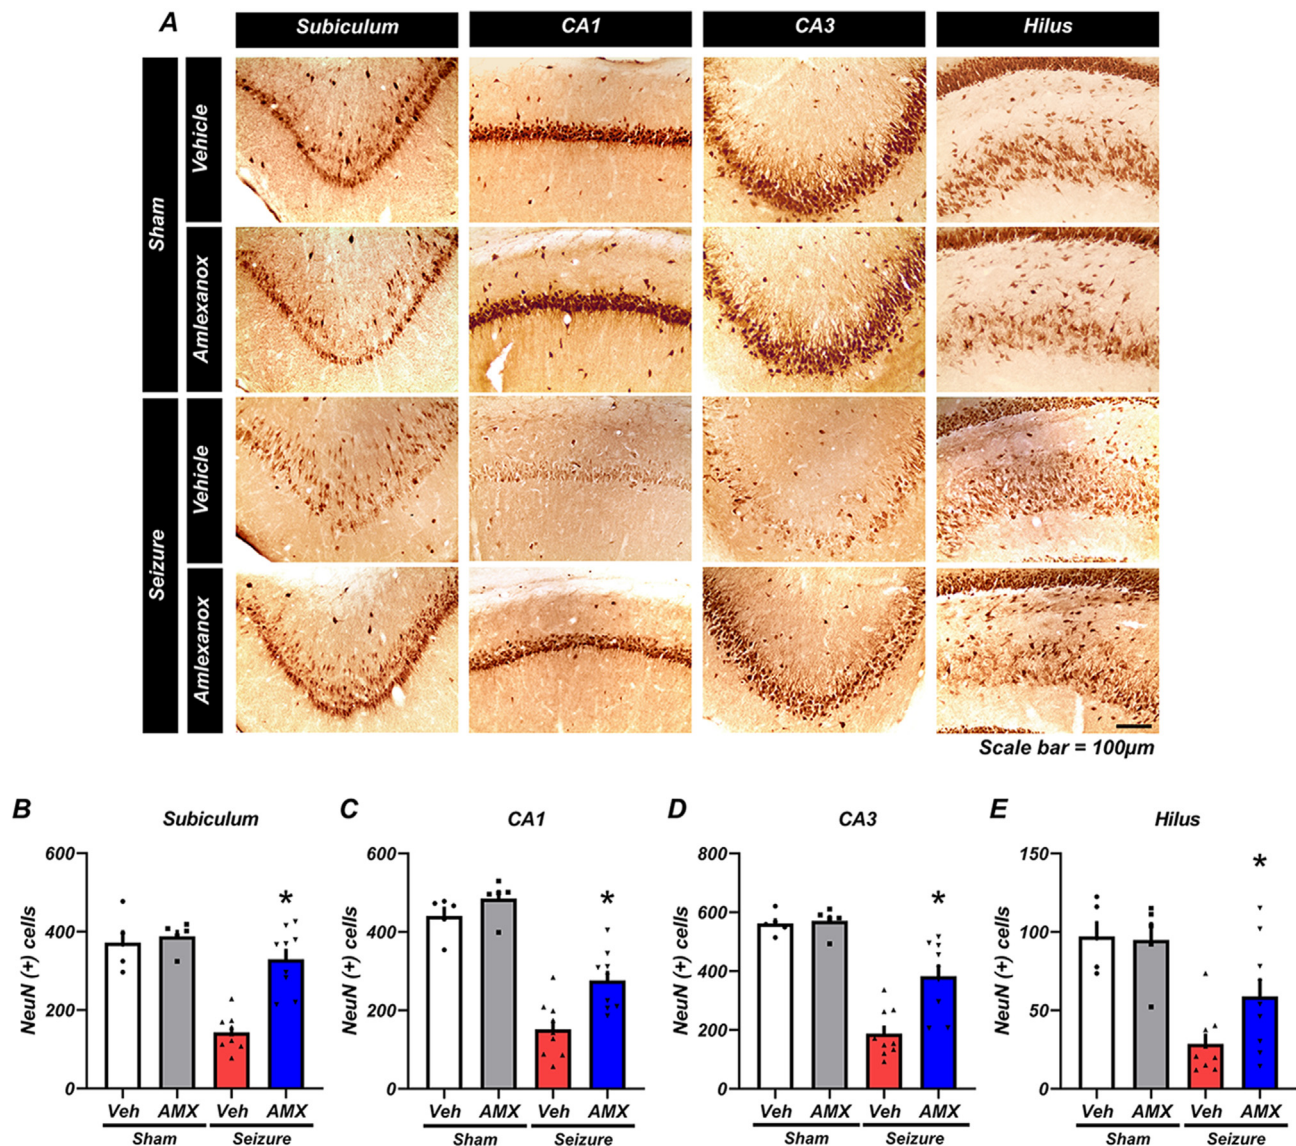 A
Subiculum
CA1
CA3
Hilus
Sham
Vehicle
Amlexanox
Seizure
Vehicle
Amlexanox
Scale bar = 100µm
B
Subiculum
NeuN (+) cells
600
400
200
0
Veh
AMX
Veh
AMX
Sham
Seizure
*
C
CA1
NeuN (+) cells
600
400
200
0
Veh
AMX
Veh
AMX
Sham
Seizure
*
D
CA3
NeuN (+) cells
800
600
400
200
0
Veh
AMX
Veh
AMX
Sham
Seizure
*
E
Hilus
NeuN (+) cells
150
100
50
0
Veh
AMX
Veh
AMX
Sham
Seizure
*